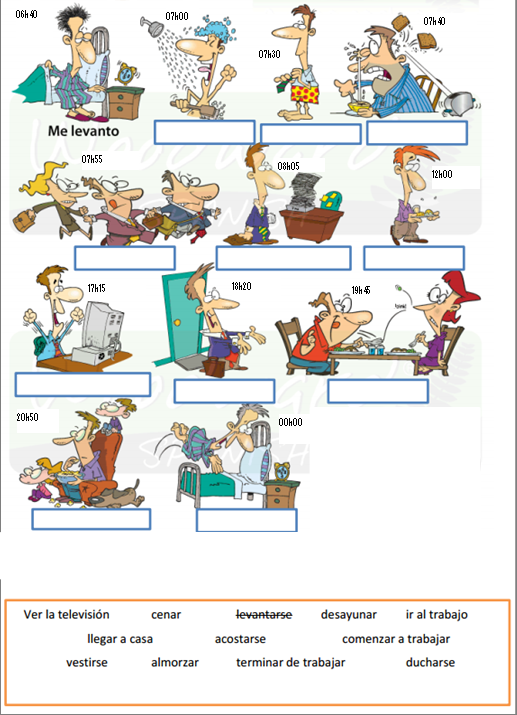 06h40
07h00
07h30
07h40
Me levanto
07h55
08h05
12h00
17h15
18h20
19h45
20h50
00h00
SPANISH
Ver la televisión cenar levantarse desayunar ir al trabajo
llegar a casa acostarse comenzar a trabajar
vestirse almorzar terminar de trabajar ducharse